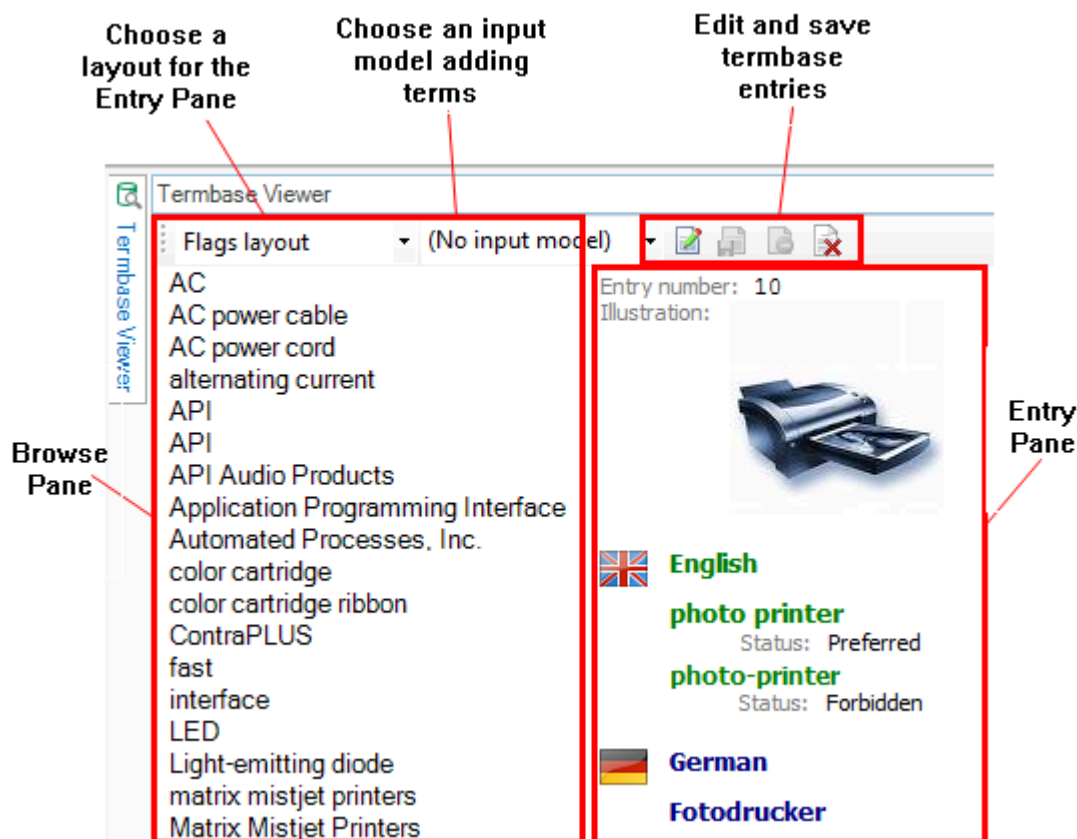 Choose a
layout for the
Entry Pane
Choose an input
model adding
terms
Edit and save
termbase
entries
Termbase Viewer
Termbase Viewer
Flags layout
(No input model)
Browse
Pane
AC
AC power cable
AC power cord
alternating current
API
API
API Audio Products
Application Programming Interface
Automated Processes, Inc.
color cartridge
color cartridge ribbon
ContraPLUS
fast
interface
LED
Light-emitting diode
matrix mistjet printers
Matrix Mistjet Printers
Entry number: 10
Illustration:
English
photo printer
Status: Preferred
photo-printer
Status: Forbidden
German
Fotodrucker
Entry
Pane